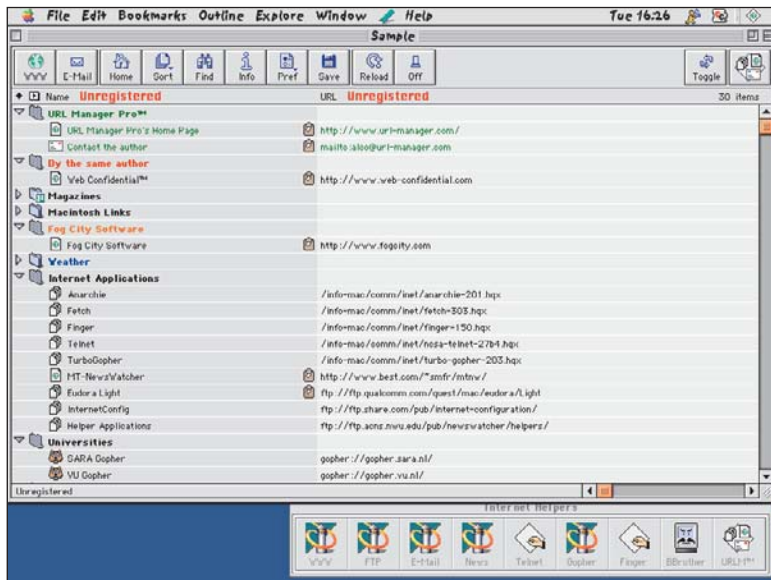 File Edit Bookmarks Outline Explore Window Help Tue 16:26
Sample
WWW E-Mail Home Sort Find Info Pref Save Reload Off Toggle
Name Unregistered URL Unregistered 30 items
URL Manager Pro™
URL Manager Pro's Home Page http://www.url-manager.com/
Contact the author mailto:alco@url-manager.com
By the same author
Web Confidential™ http://www.web-confidential.com
Magazines
Macintosh Links
Fog City Software
Fog City Software http://www.fogcity.com
Weather
Internet Applications
Anarchie /info-mac/comm/inet/anarchie-201.hqx
Fetch /info-mac/comm/inet/fetch-303.hqx
Finger /info-mac/comm/inet/finger-150.hqx
Telnet /info-mac/comm/inet/ncsa-telnet-27b4.hqx
TurboGopher /info-mac/comm/inet/turbo-gopher-203.hqx
MT-NewsWatcher http://www.best.com/~smfr/mtnw/
Eudora Light ftp://ftp.qualcomm.com/quest/mac/eudora/Light
InternetConfig ftp://ftp.share.com/pub/internet-configuration/
Helper Applications ftp://ftp.acns.nwu.edu/pub/newswatcher/helpers/
Universities
SARA Gopher gopher://gopher.sara.nl/
VU Gopher gopher://gopher.vu.nl/
Unregistered
Internet Helpers
WWW FTP E-Mail News Telnet Gopher Finger BBrother URLM™